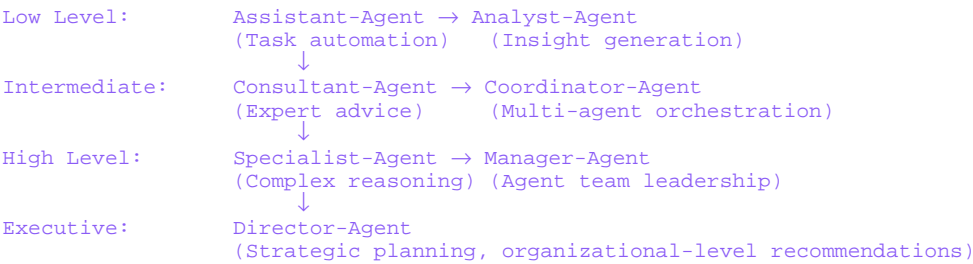 Low Level:      Assistant-Agent → Analyst-Agent
                (Task automation)   (Insight generation)
                      ↓
Intermediate:   Consultant-Agent → Coordinator-Agent
                (Expert advice)     (Multi-agent orchestration)
                      ↓
High Level:     Specialist-Agent → Manager-Agent
                (Complex reasoning) (Agent team leadership)
                      ↓
Executive:      Director-Agent
                (Strategic planning, organizational-level recommendations)